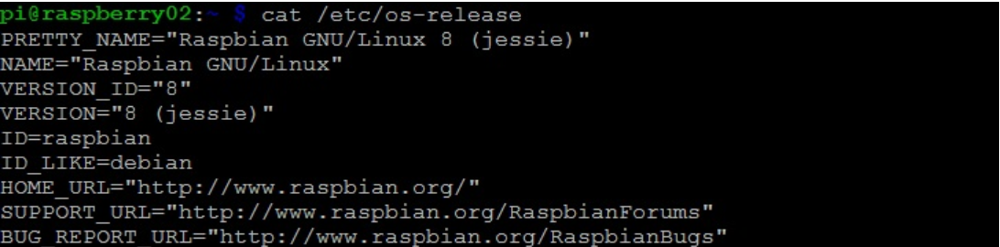 pi@raspberry02:~ $ cat /etc/os-release
PRETTY_NAME="Raspbian GNU/Linux 8 (jessie)"
NAME="Raspbian GNU/Linux"
VERSION_ID="8"
VERSION="8 (jessie)"
ID=raspbian
ID_LIKE=debian
HOME_URL="http://www.raspbian.org/"
SUPPORT_URL="http://www.raspbian.org/RaspbianForums"
BUG_REPORT_URL="http://www.raspbian.org/RaspbianBugs"